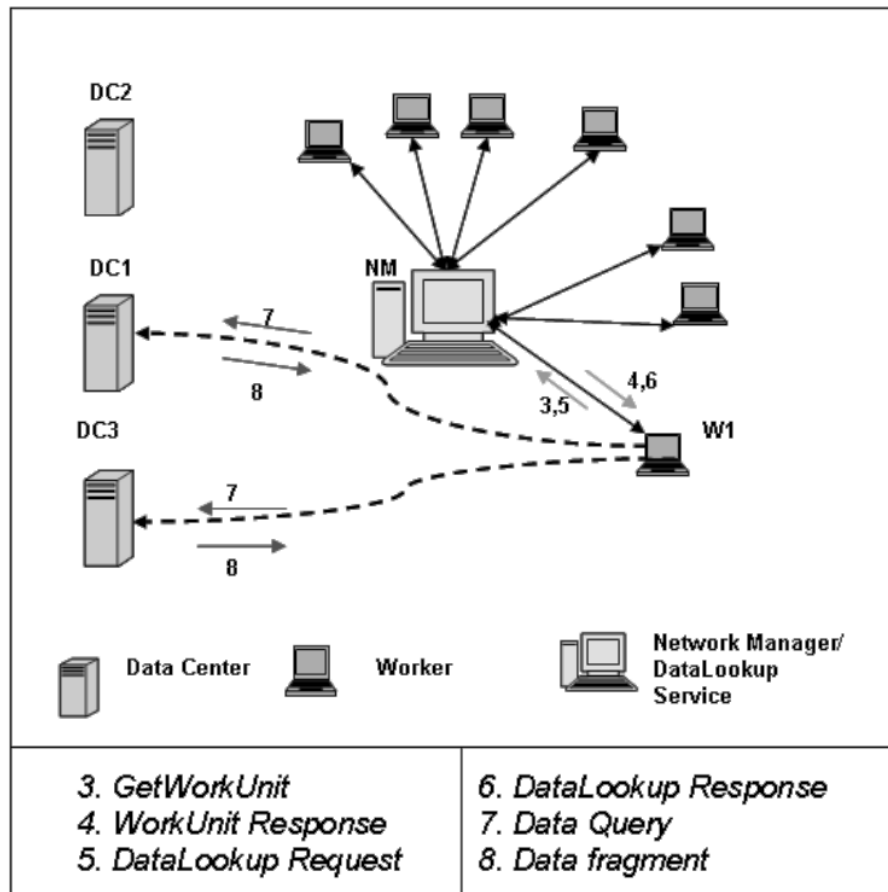 DC2
DC1
NM
7
8
4,6
3,5
DC3
W1
7
8
Data Center
Worker
Network Manager/
DataLookup
Service
3. GetWorkUnit
4. WorkUnit Response
5. DataLookup Request
6. DataLookup Response
7. Data Query
8. Data fragment